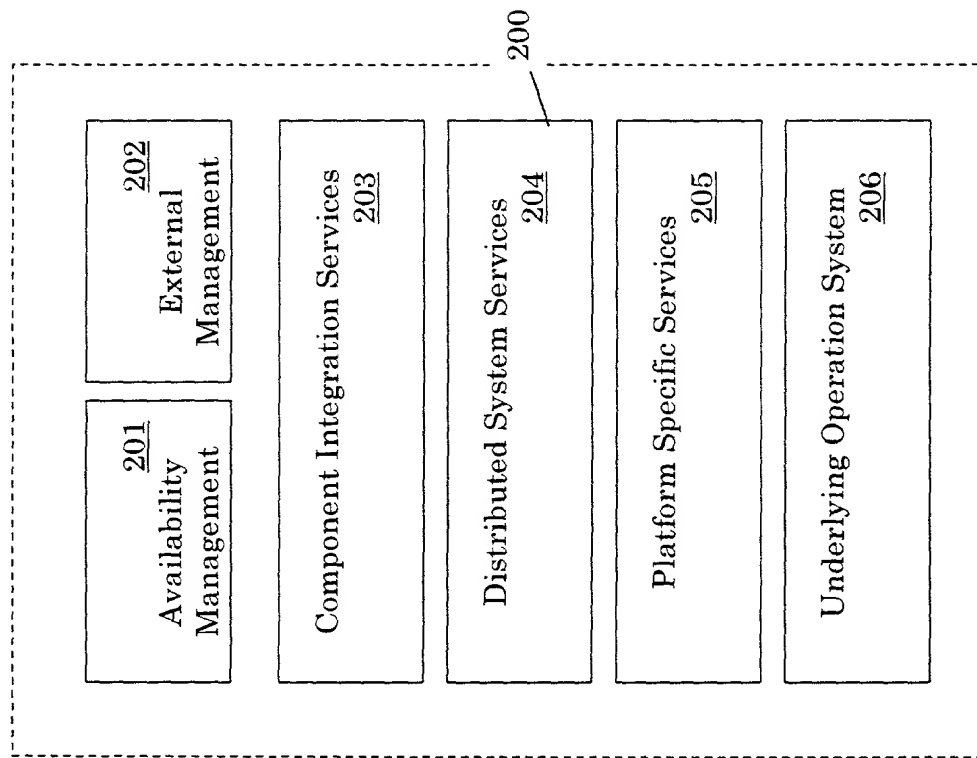 201
Availability
Management
202
External
Management
Component Integration Services
203
Distributed System Services
204
Platform Specific Services
205
Underlying Operation System
206
200